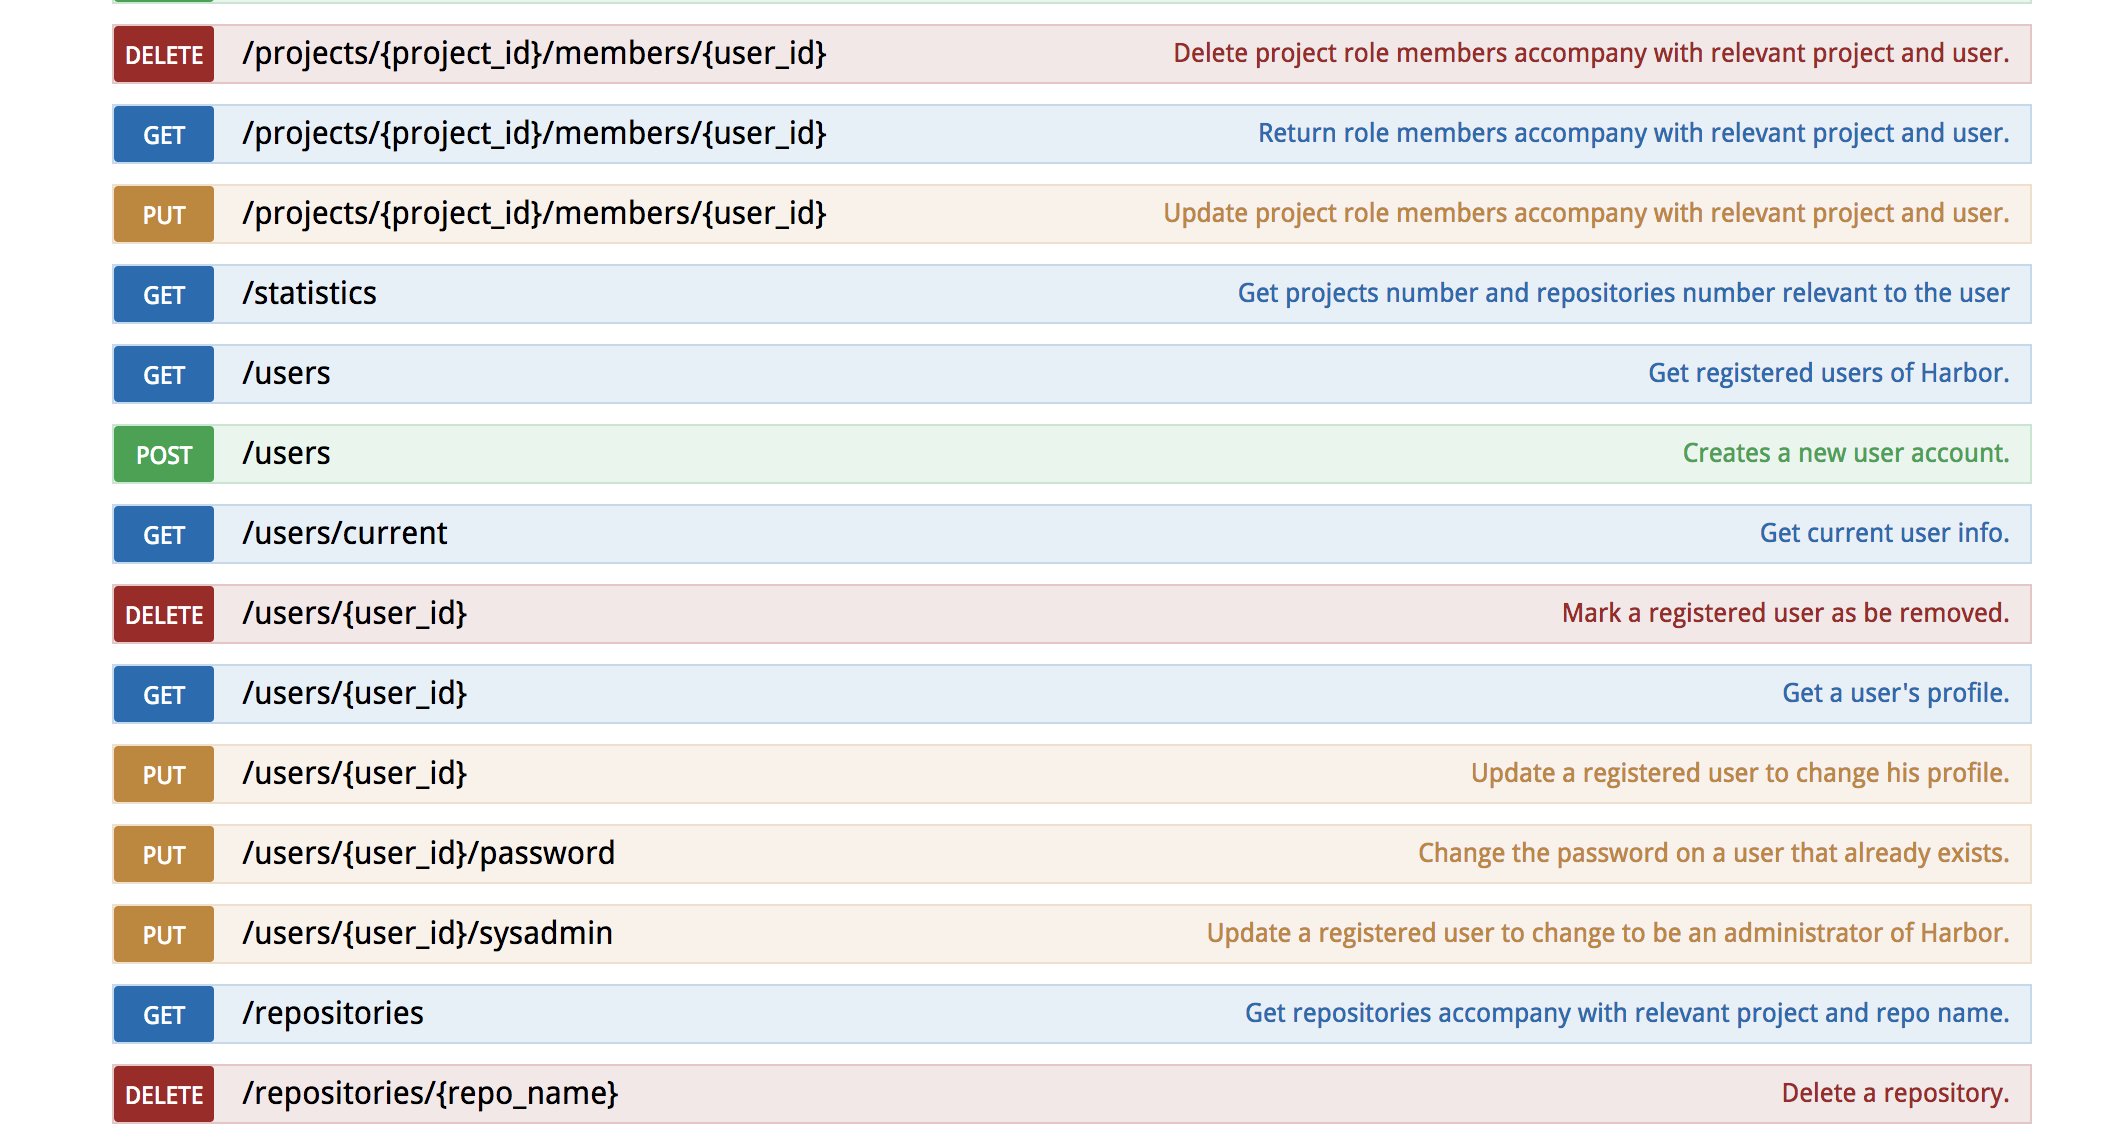 DELETE /projects/{project_id}/members/{user_id} Delete project role members accompany with relevant project and user.
GET /projects/{project_id}/members/{user_id} Return role members accompany with relevant project and user.
PUT /projects/{project_id}/members/{user_id} Update project role members accompany with relevant project and user.
GET /statistics Get projects number and repositories number relevant to the user
GET /users Get registered users of Harbor.
POST /users Creates a new user account.
GET /users/current Get current user info.
DELETE /users/{user_id} Mark a registered user as be removed.
GET /users/{user_id} Get a user's profile.
PUT /users/{user_id} Update a registered user to change his profile.
PUT /users/{user_id}/password Change the password on a user that already exists.
PUT /users/{user_id}/sysadmin Update a registered user to change to be an administrator of Harbor.
GET /repositories Get repositories accompany with relevant project and repo name.
DELETE /repositories/{repo_name} Delete a repository.